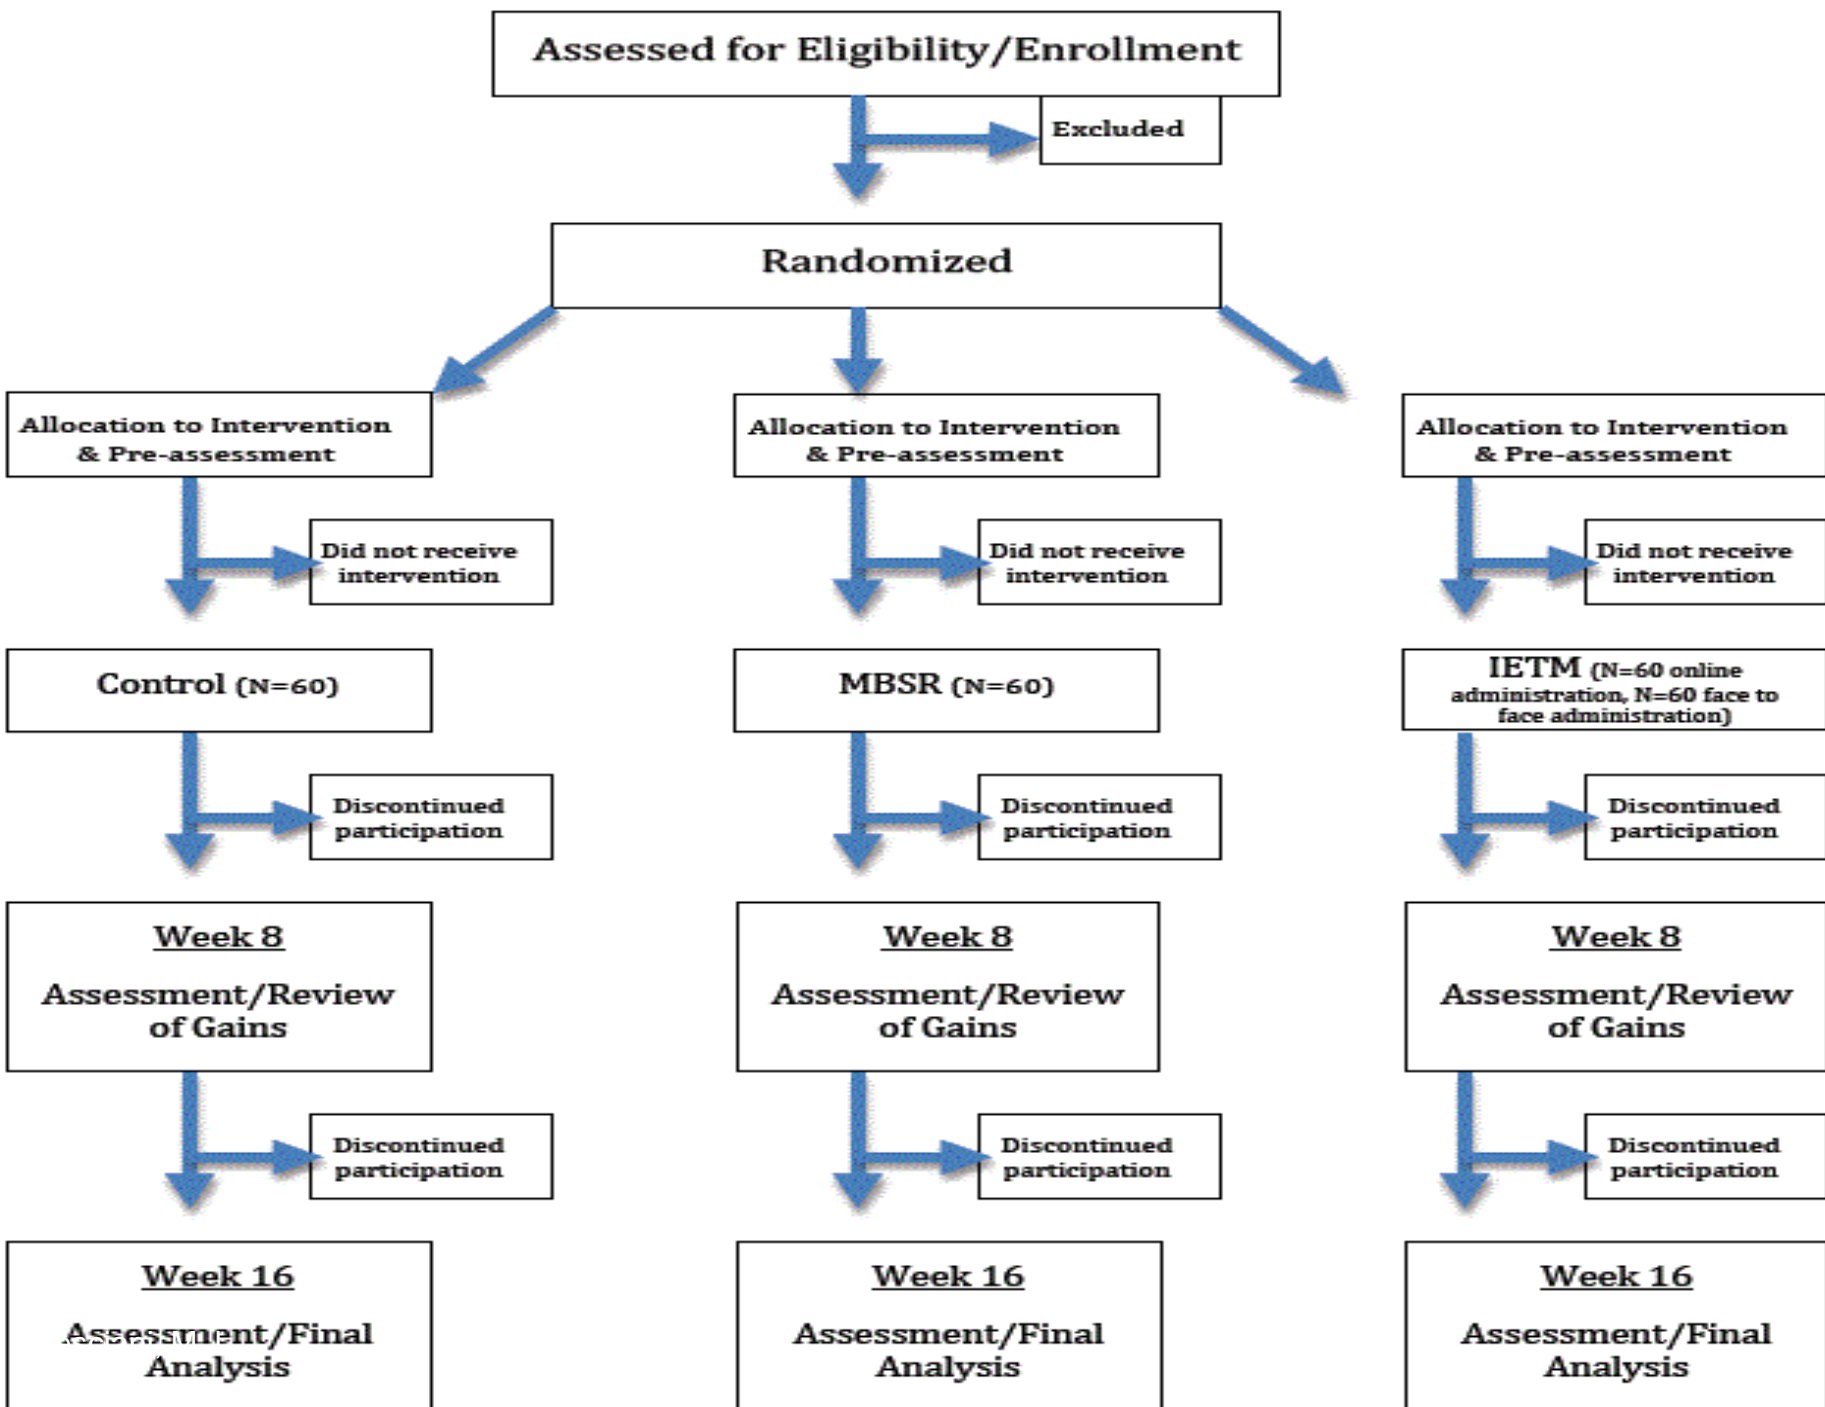 Assessed for Eligibility/Enrollment
Excluded
Randomized
Allocation to Intervention
& Pre-assessment
Allocation to Intervention
& Pre-assessment
Allocation to Intervention
& Pre-assessment
Did not receive
intervention
Did not receive
intervention
Did not receive
intervention
Control (N=60)
MBSR (N=60)
IETM (N=60 online
administration, N=60 face to
face administration)
Discontinued
participation
Discontinued
participation
Discontinued
participation
Week 8
Assessment/Review
of Gains
Week 8
Assessment/Review
of Gains
Week 8
Assessment/Review
of Gains
Discontinued
participation
Discontinued
participation
Discontinued
participation
Week 16
Assessment/Final
Analysis
Week 16
Assessment/Final
Analysis
Week 16
Assessment/Final
Analysis